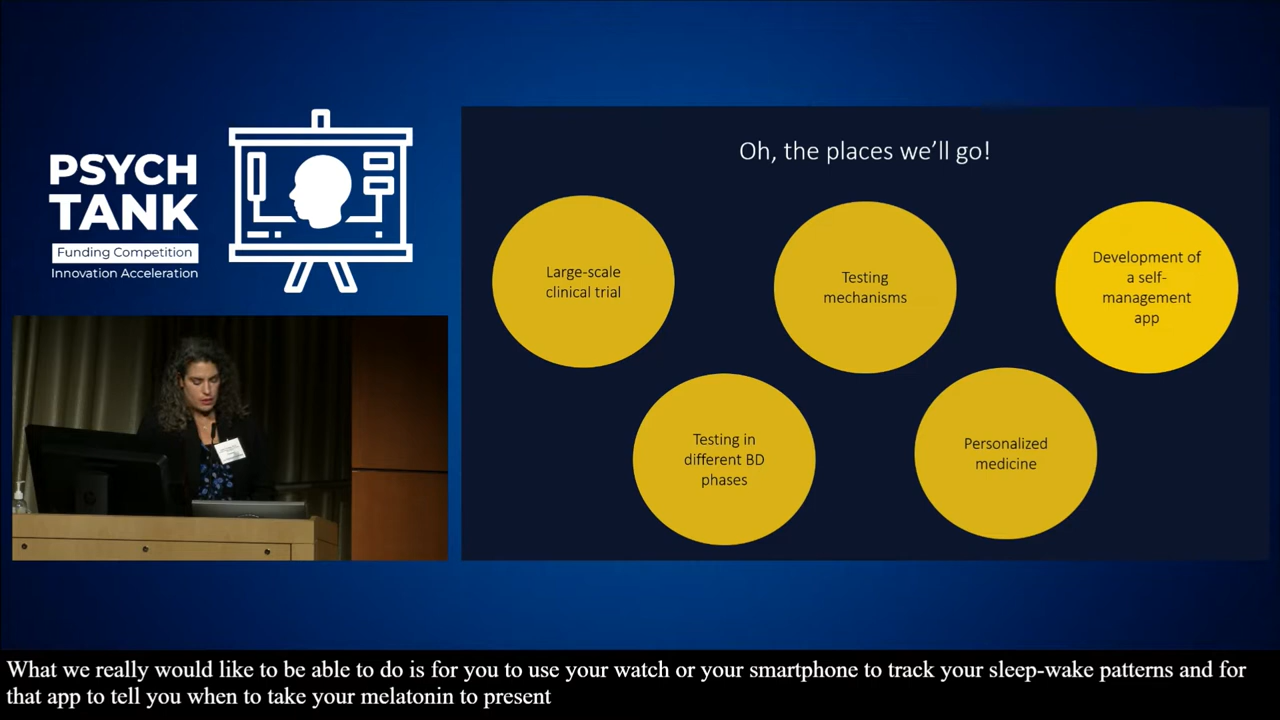 PSYCH
TANK
Funding Competition
Innovation Acceleration
Oh, the places we'll go!
Large-scale
clinical trial
Testing
mechanisms
Development of
a self-
management
app
Testing in
different BD
phases
Personalized
medicine
What we really would like to be able to do is for you to use your watch or your smartphone to track your sleep-wake patterns and for
that app to tell you when to take your melatonin to present